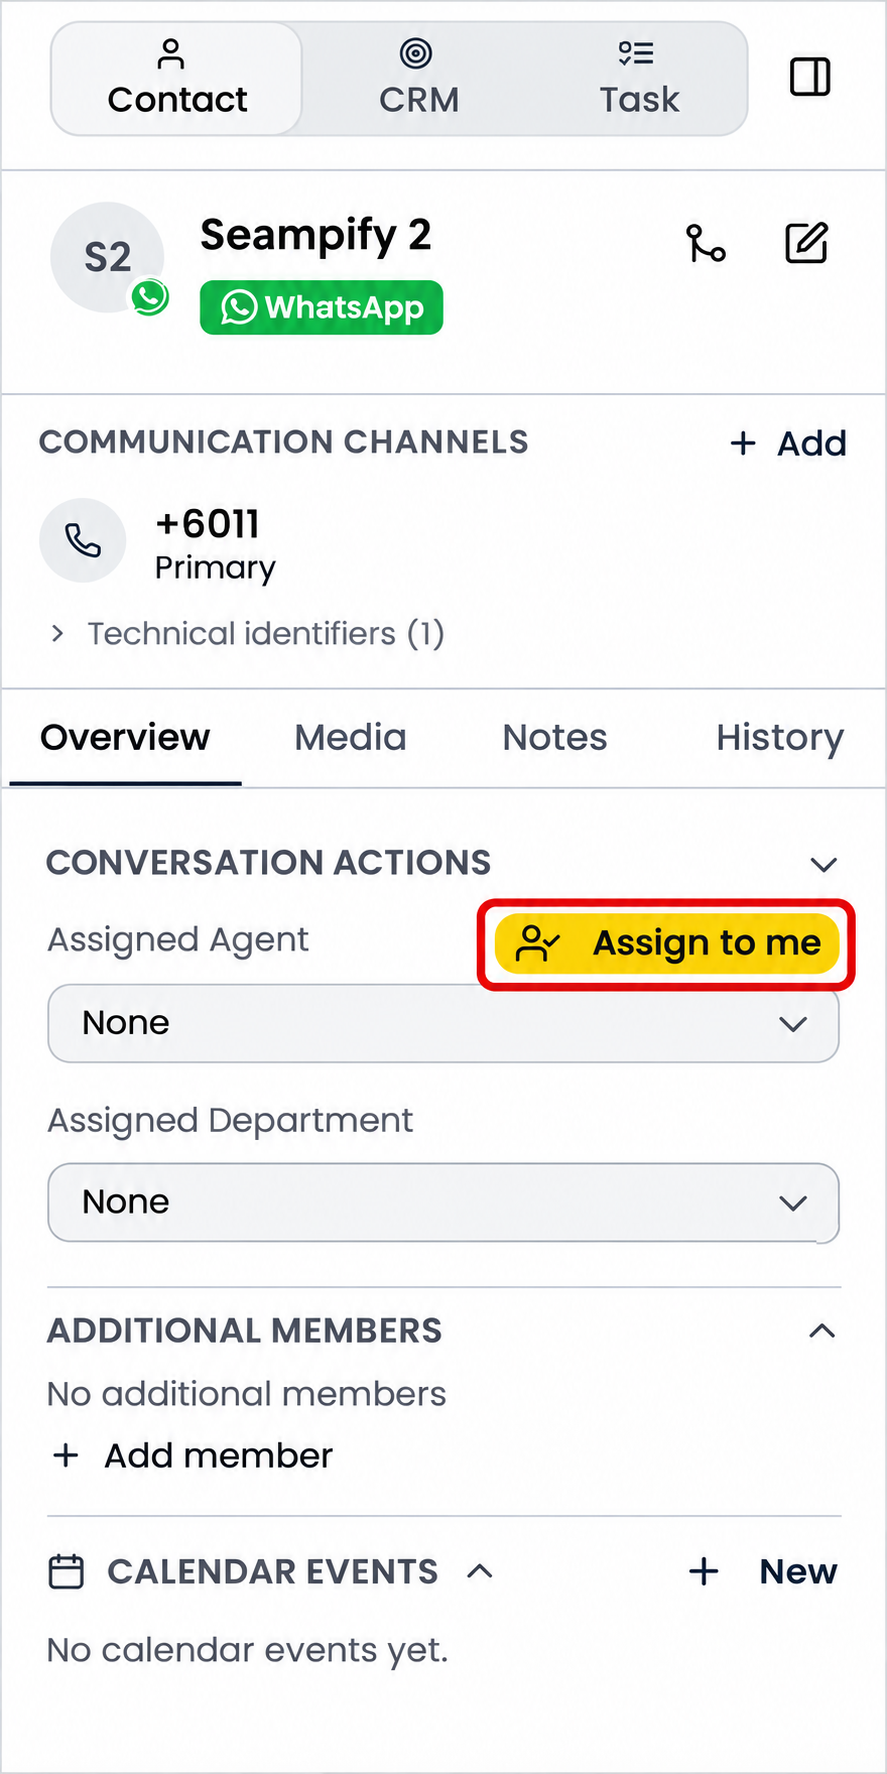 Contact
CRM
Task
S2
Seampify 2
WhatsApp
COMMUNICATION CHANNELS
+ Add
+6011
Primary
> Technical identifiers (1)
Overview
Media
Notes
History
CONVERSATION ACTIONS
Assigned Agent
Assign to me
None
Assigned Department
None
ADDITIONAL MEMBERS
No additional members
+ Add member
CALENDAR EVENTS
+ New
No calendar events yet.